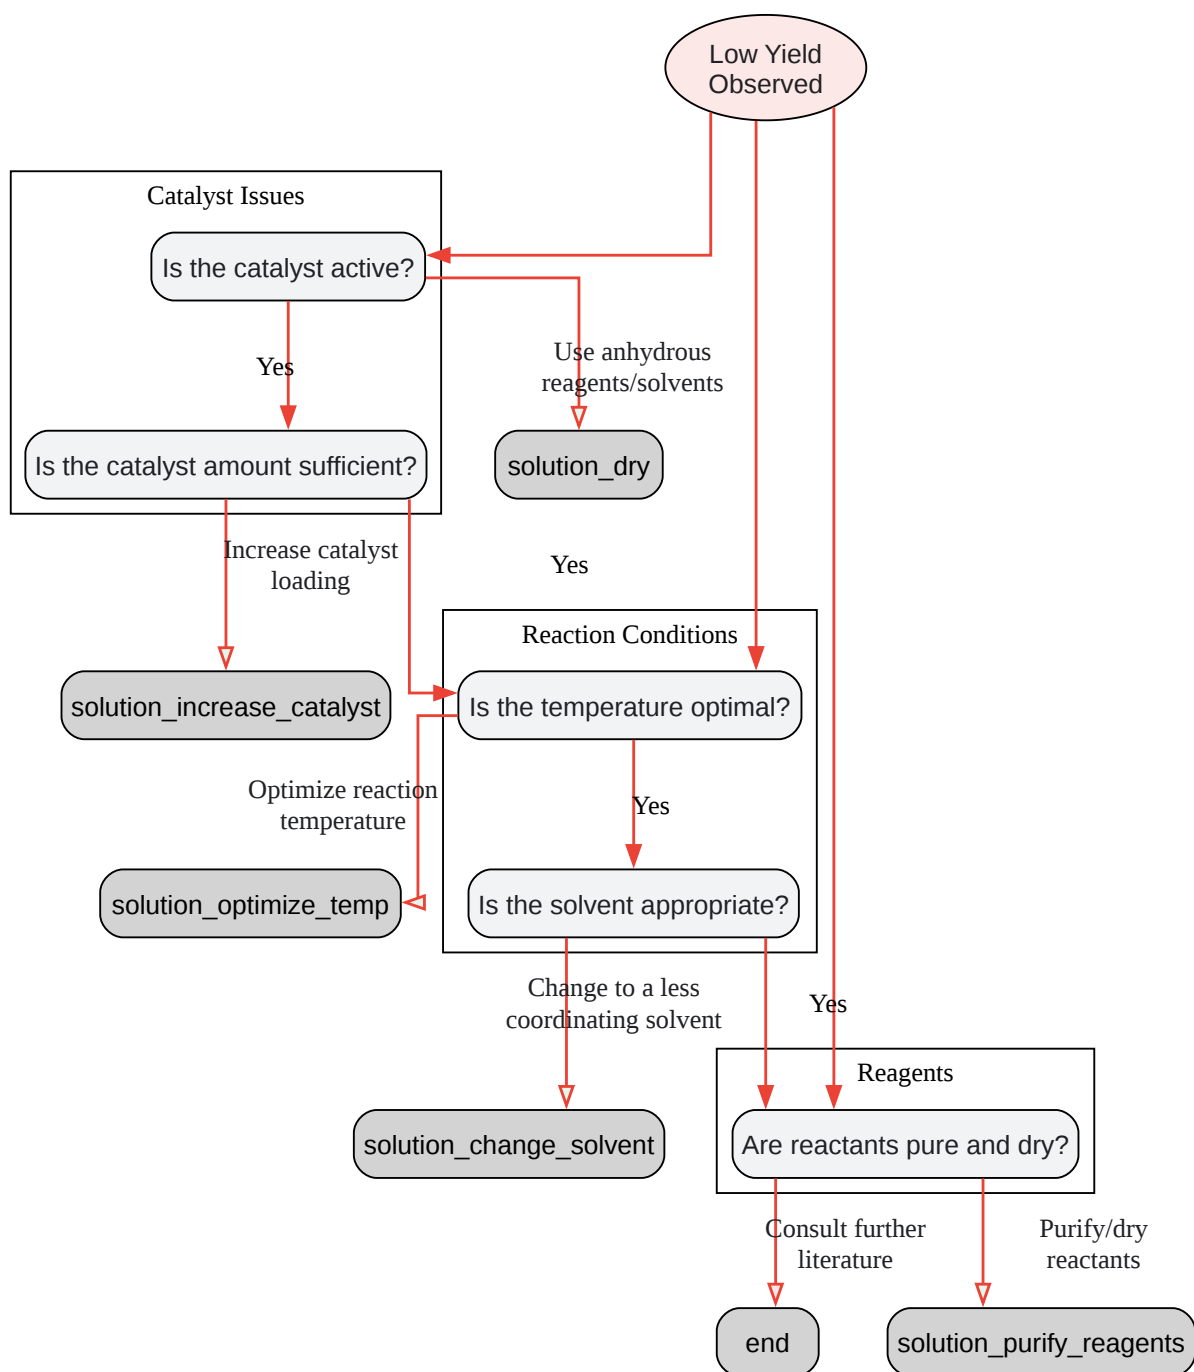 Low Yield
Observed
Catalyst Issues
Is the catalyst active?
Yes
Use anhydrous
reagents/solvents
Is the catalyst amount sufficient?
solution_dry
Increase catalyst
loading
Yes
Reaction Conditions
solution_increase_catalyst
Is the temperature optimal?
Optimize reaction
temperature
Yes
solution_optimize_temp
Is the solvent appropriate?
Change to a less
coordinating solvent
Yes
Reagents
solution_change_solvent
Are reactants pure and dry?
Consult further
literature
Purify/dry
reactants
end
solution_purify_reagents